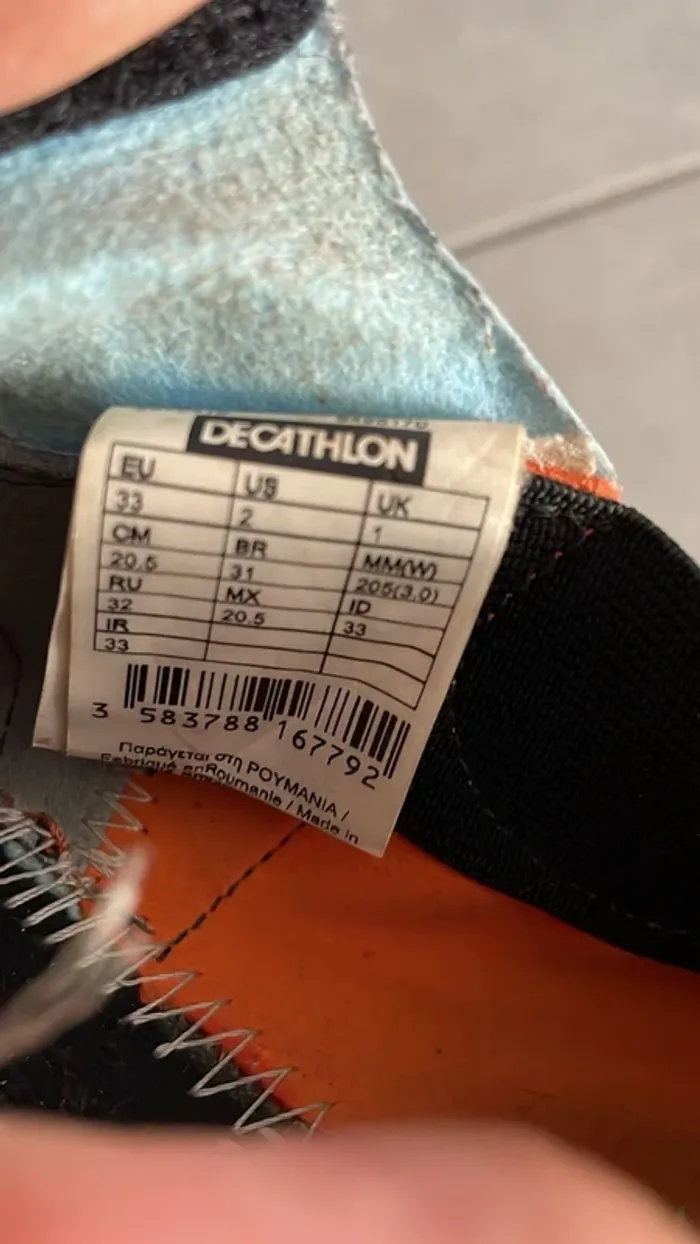 DECATHLON
EU US UK
33 2 1
CM BR MM(W)
20.5 31 205(3.0)
RU MX ID
32 20.5 33
IR
33
3 583788 167792
Παράγεται στη ΡΟΥΜΑΝΙΑ /
Fabriqué en Roumanie / Made in